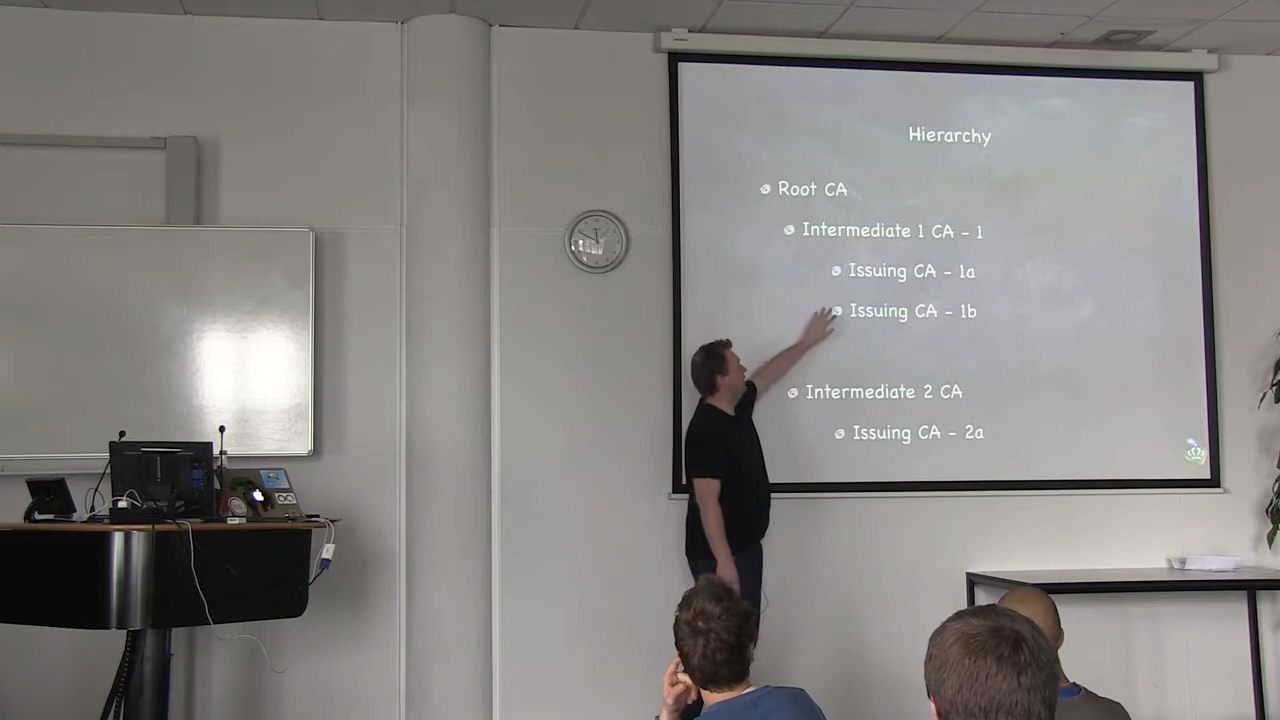 Hierarchy
Root CA
Intermediate 1 CA - 1
Issuing CA - 1a
Issuing CA - 1b
Intermediate 2 CA
Issuing CA - 2a